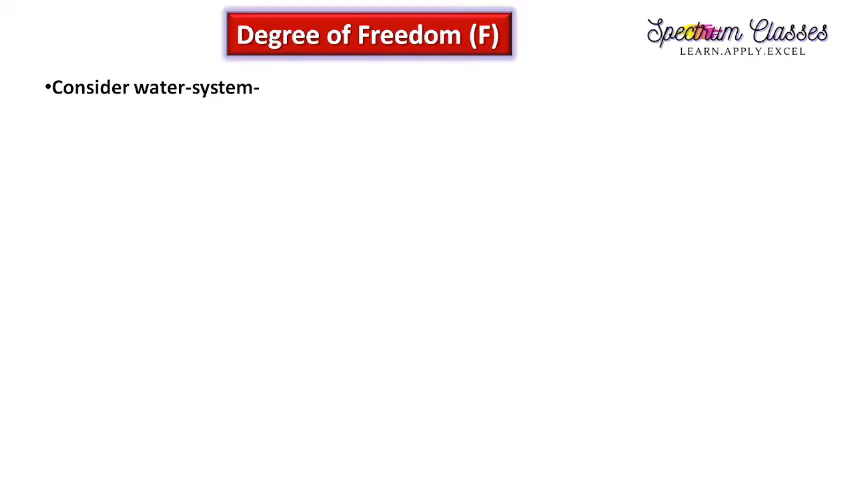 Degree of Freedom (F)
Spectrum Classes
LEARN.APPLY.EXCEL
•Consider water-system-